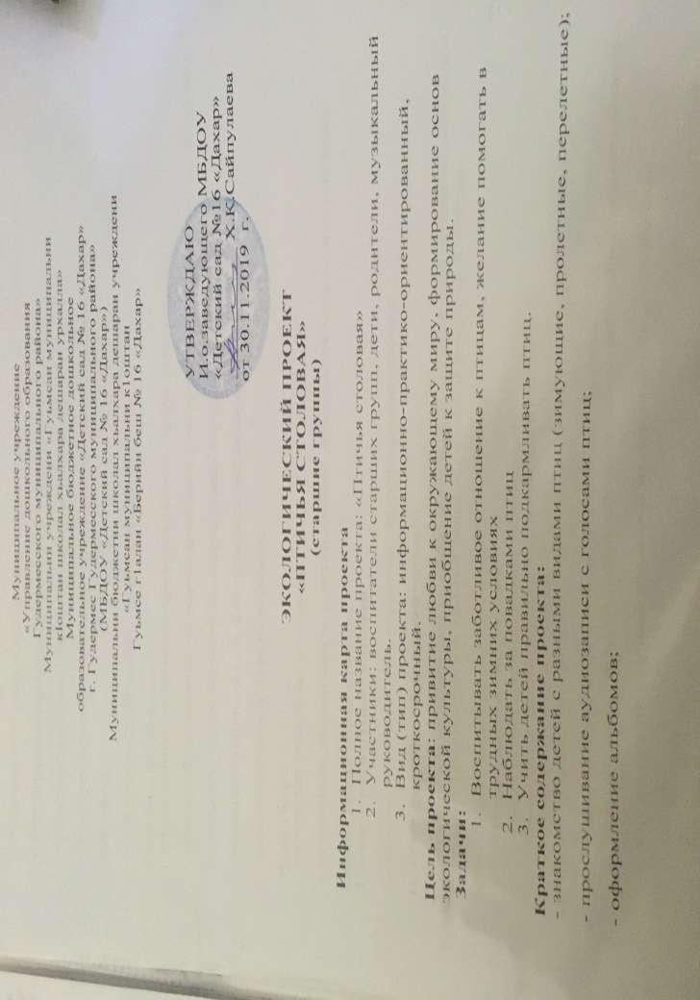 Муниципальное учреждение
«Управление дошкольного образования
Гудермесского муниципального района»
Муниципальни учреждени «Гуьмсан муниципальни
кІоштан школал хьалхара дешаран урхалла»
Муниципальное бюджетное дошкольное
образовательное учреждение «Детский сад № 16 «Дахар»
г. Гудермес Гудермесского муниципального района»
(МБДОУ «Детский сад № 16 «Дахар»)
Муниципальни бюджетни школал хьалхара дешаран учреждени
«Гуьмсан муниципальни к1оштан
Гуьмсе г1алан «Берийн беш № 16 «Дахар»
УТВЕРЖДАЮ
И.о.заведующего МБДОУ
«Детский сад №16 «Дахар»
Х.К.Сайпулаева
от 30.11.2019 г.
ЭКОЛОГИЧЕСКИЙ ПРОЕКТ
«ПТИЧЬЯ СТОЛОВАЯ»
(старшие группы)
Информационная карта проекта
1. Полное название проекта: «Птичья столовая»
2. Участники: воспитатели старших групп, дети, родители, музыкальный
руководитель.
3. Вид (тип) проекта: информационно-практико-ориентированный,
кроткосрочный.
Цель проекта: привитие любви к окружающему миру, формирование основ
экологической культуры, приобщение детей к защите природы.
Задачи:
1. Воспитывать заботливое отношение к птицам, желание помогать в
трудных зимних условиях
2. Наблюдать за повадками птиц
3. Учить детей правильно подкармливать птиц.
Краткое содержание проекта:
- знакомство детей с разными видами птиц (зимующие, пролетные, перелетные);
- прослушивание аудиозаписи с голосами птиц;
- оформление альбомов;